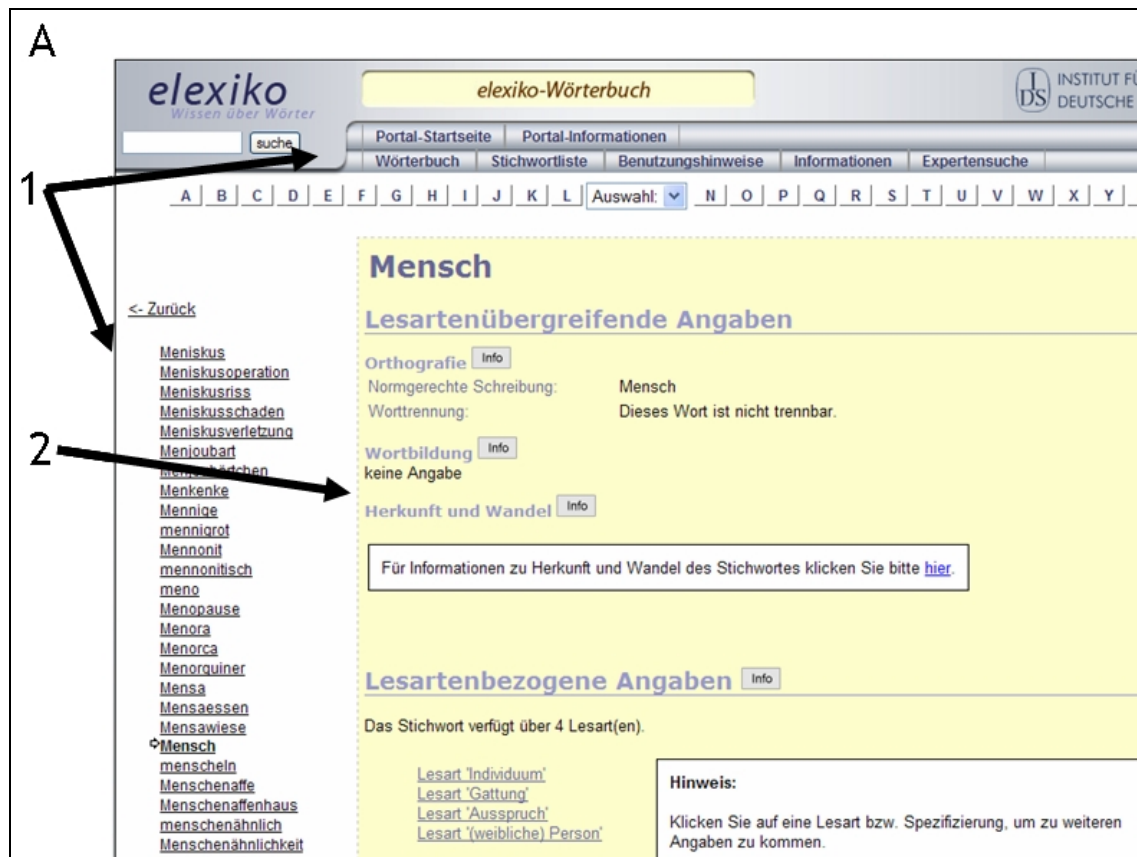 A
elexiko
Wissen über Wörter
elexiko-Wörterbuch
IDS
INSTITUT FÜ
DEUTSCHE
suche
Portal-Startseite Portal-Informationen
Wörterbuch Stichwortliste Benutzungshinweise Informationen Expertensuche
1
A B C D E F G H I J K L Auswahl: N O P Q R S T U V W X Y
<- Zurück
Meniskus
Meniskusoperation
Meniskusriss
Meniskusschaden
Meniskusverletzung
Menjoubart
Menkenke
Mennige
mennigrot
Mennonit
mennonitisch
meno
Menopause
Menora
Menorca
Menorquiner
Mensa
Mensaessen
Mensawiese
Mensch
menscheln
Menschenaffe
Menschenaffenhaus
menschenähnlich
Menschenähnlichkeit
2
Mensch
Lesartenübergreifende Angaben
Orthografie Info
Normgerechte Schreibung: Mensch
Worttrennung: Dieses Wort ist nicht trennbar.
Wortbildung Info
keine Angabe
Herkunft und Wandel Info
Für Informationen zu Herkunft und Wandel des Stichwortes klicken Sie bitte hier.
Lesartenbezogene Angaben Info
Das Stichwort verfügt über 4 Lesart(en).
Lesart 'Individuum'
Lesart 'Gattung'
Lesart 'Ausspruch'
Lesart '(weibliche) Person'
Hinweis:
Klicken Sie auf eine Lesart bzw. Spezifizierung, um zu weiteren
Angaben zu kommen.